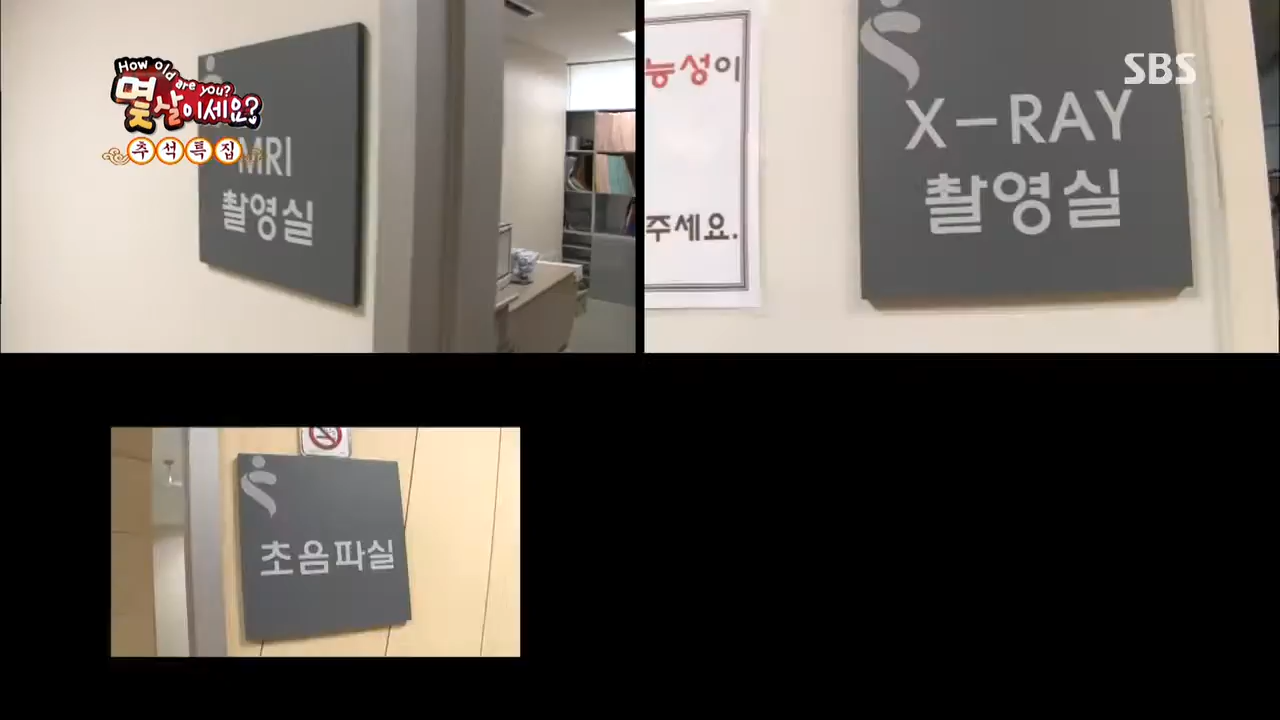 How old are you?
몇살이세요?
추석특집
MRI
촬영실
능성이
주세요.
X-RAY
촬영실
SBS
초음파실